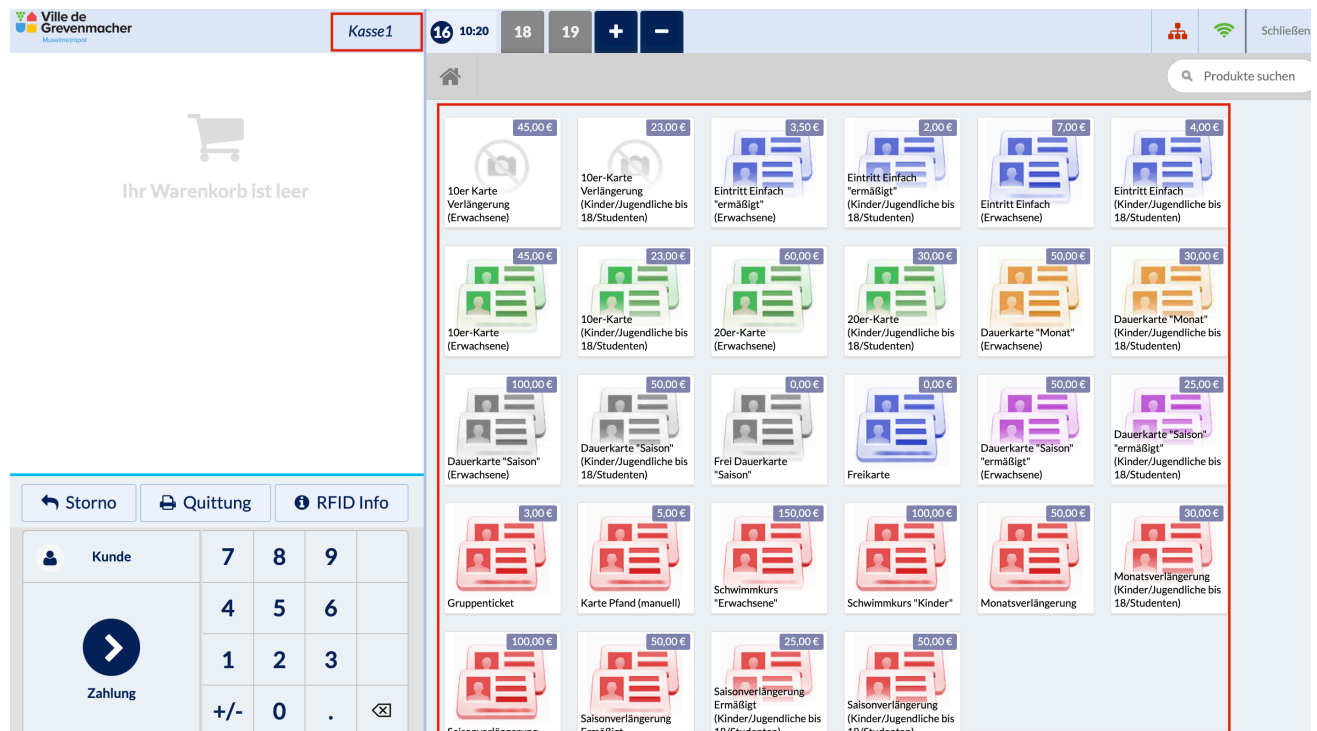 Ville de
Grevenmacher
Muselmetropol
Kasse1
16 10:20
18
19
+
−
Schließen
Produkte suchen
Ihr Warenkorb ist leer
45,00 €
10er Karte
Verlängerung
(Erwachsene)
23,00 €
10er-Karte
Verlängerung
(Kinder/Jugendliche bis
18/Studenten)
3,50 €
Eintritt Einfach
"ermäßigt"
(Erwachsene)
2,00 €
Eintritt Einfach
"ermäßigt"
(Kinder/Jugendliche bis
18/Studenten)
7,00 €
Eintritt Einfach
(Erwachsene)
4,00 €
Eintritt Einfach
(Kinder/Jugendliche bis
18/Studenten)
45,00 €
10er-Karte
(Erwachsene)
23,00 €
10er-Karte
(Kinder/Jugendliche bis
18/Studenten)
60,00 €
20er-Karte
(Erwachsene)
30,00 €
20er-Karte
(Kinder/Jugendliche bis
18/Studenten)
50,00 €
Dauerkarte "Monat"
(Erwachsene)
30,00 €
Dauerkarte "Monat"
(Kinder/Jugendliche bis
18/Studenten)
100,00 €
Dauerkarte "Saison"
(Erwachsene)
50,00 €
Dauerkarte "Saison"
(Kinder/Jugendliche bis
18/Studenten)
0,00 €
Frei Dauerkarte
"Saison"
0,00 €
Freikarte
50,00 €
Dauerkarte "Saison"
"ermäßigt"
(Erwachsene)
25,00 €
Dauerkarte "Saison"
"ermäßigt"
(Kinder/Jugendliche bis
18/Studenten)
3,00 €
Gruppenticket
5,00 €
Karte Pfand (manuell)
150,00 €
Schwimmkurs
"Erwachsene"
100,00 €
Schwimmkurs "Kinder"
50,00 €
Monatsverlängerung
30,00 €
Monatsverlängerung
(Kinder/Jugendliche bis
18/Studenten)
100,00 €
Saisonverlängerung
50,00 €
Saisonverlängerung
Ermäßigt
25,00 €
Saisonverlängerung
Ermäßigt
(Kinder/Jugendliche bis
18/Studenten)
50,00 €
Saisonverlängerung
(Kinder/Jugendliche bis
18/Studenten)
Storno
Quittung
RFID Info
Kunde
7 8 9
4 5 6
1 2 3
Zahlung
+/- 0 .